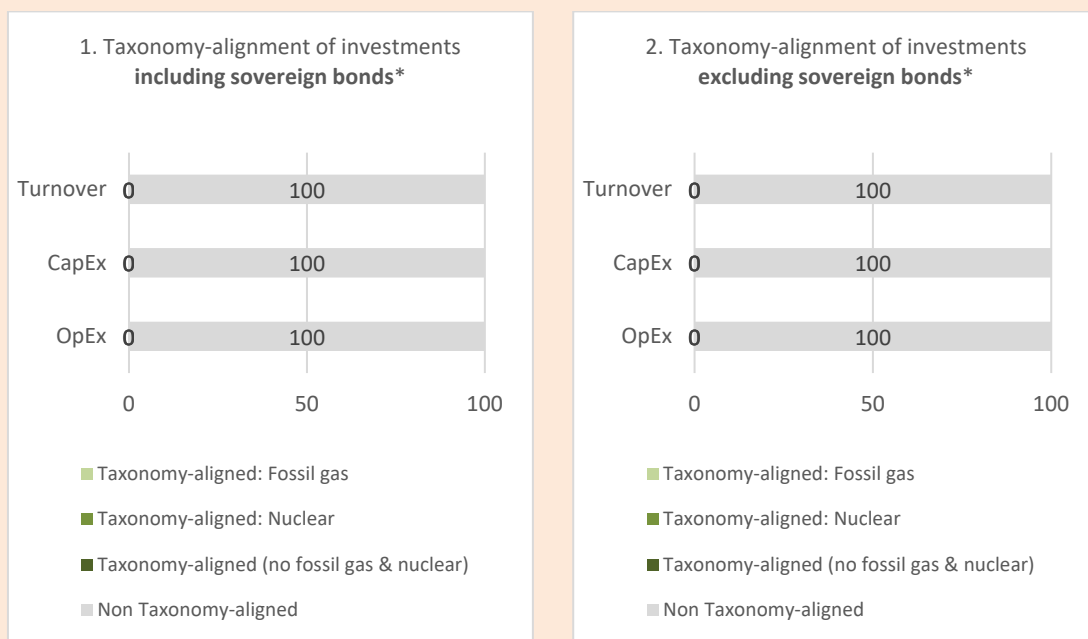 1. Taxonomy-alignment of investments
including sovereign bonds*
Turnover 0 100
CapEx 0 100
OpEx 0 100
0 50 100
Taxonomy-aligned: Fossil gas
Taxonomy-aligned: Nuclear
Taxonomy-aligned (no fossil gas & nuclear)
Non Taxonomy-aligned
2. Taxonomy-alignment of investments
excluding sovereign bonds*
Turnover 0 100
CapEx 0 100
OpEx 0 100
0 50 100
Taxonomy-aligned: Fossil gas
Taxonomy-aligned: Nuclear
Taxonomy-aligned (no fossil gas & nuclear)
Non Taxonomy-aligned